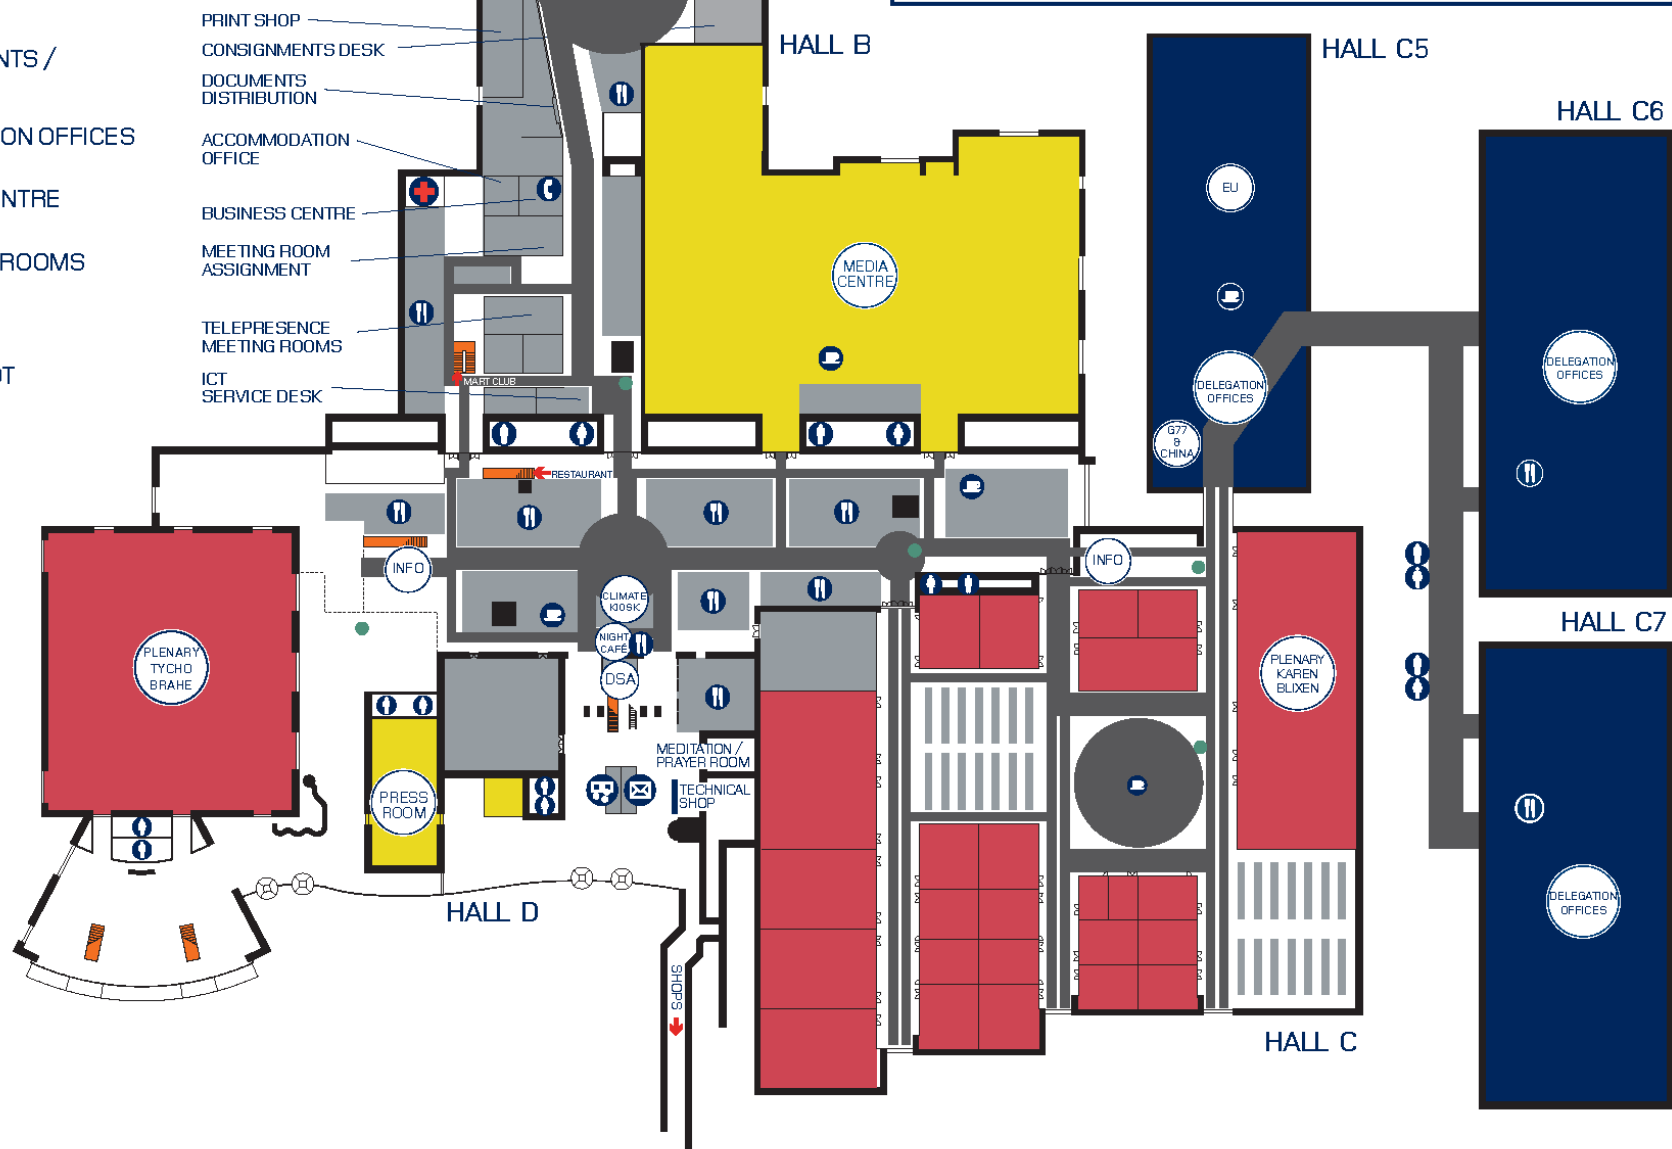 PRINT SHOP
CONSIGNMENTS DESK
DOCUMENTS
DISTRIBUTION
ACCOMMODATION
OFFICE
BUSINESS CENTRE
MEETING ROOM
ASSIGNMENT
TELEPRESENCE
MEETING ROOMS
ICT
SERVICE DESK
NTS /
ON OFFICES
NTRE
ROOMS
OT
HALL B
HALL C5
HALL C6
EU
MEDIA
CENTRE
DELEGATION
OFFICES
DELEGATION
OFFICES
G77
&
CHINA
MART CLUB
RESTAURANT
INFO
INFO
HALL C7
CLIMATE
KIOSK
NIGHT
CAFÉ
DSA
PLENARY
TYCHO
BRAHE
PLENARY
KAREN
BLIXEN
MEDITATION /
PRAYER ROOM
TECHNICAL
SHOP
PRESS
ROOM
DELEGATION
OFFICES
HALL D
SHOPS
HALL C